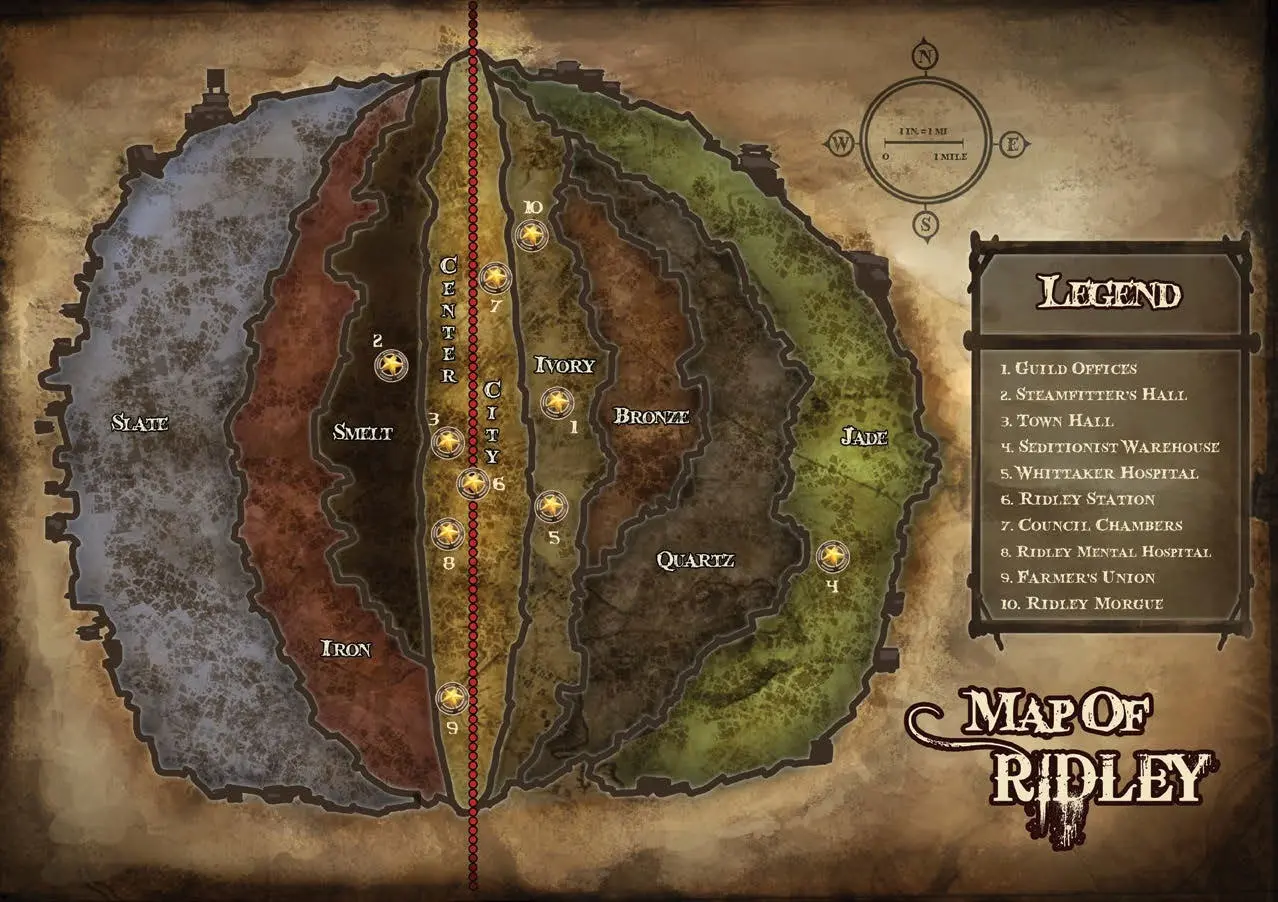 N
W
E
S
1 IN. = 1 MI
0
1 MILE
10
CENTER
7
2
IVORY
CITY
1
3
SLATE
SMELT
BRONZE
JADE
6
5
8
QUARTZ
4
IRON
9
LEGEND
1. GUILD OFFICES
2. STEAMFITTER'S HALL
3. TOWN HALL
4. SEDITIONIST WAREHOUSE
5. WHITTAKER HOSPITAL
6. RIDLEY STATION
7. COUNCIL CHAMBERS
8. RIDLEY MENTAL HOSPITAL
9. FARMER'S UNION
10. RIDLEY MORGUE
MAP OF
RIDLEY